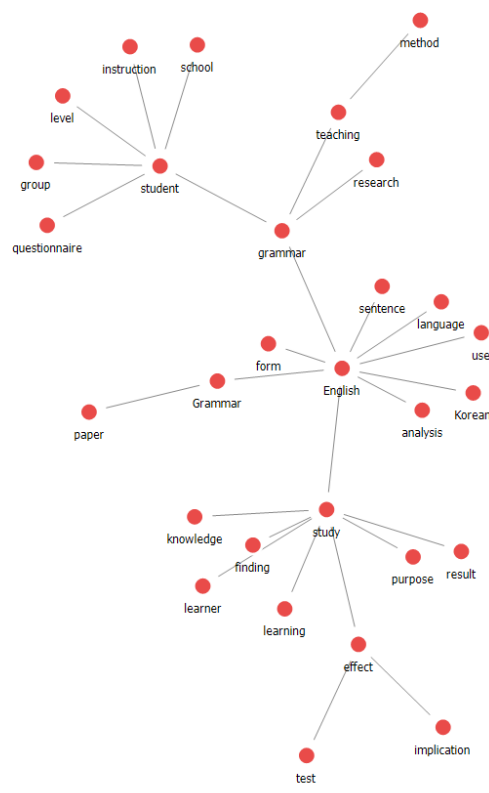 method
instruction
school
level
teaching
research
group
student
questionnaire
grammar
sentence
language
use
form
English
Grammar
Korean
paper
analysis
study
knowledge
finding
purpose
result
learner
learning
effect
implication
test